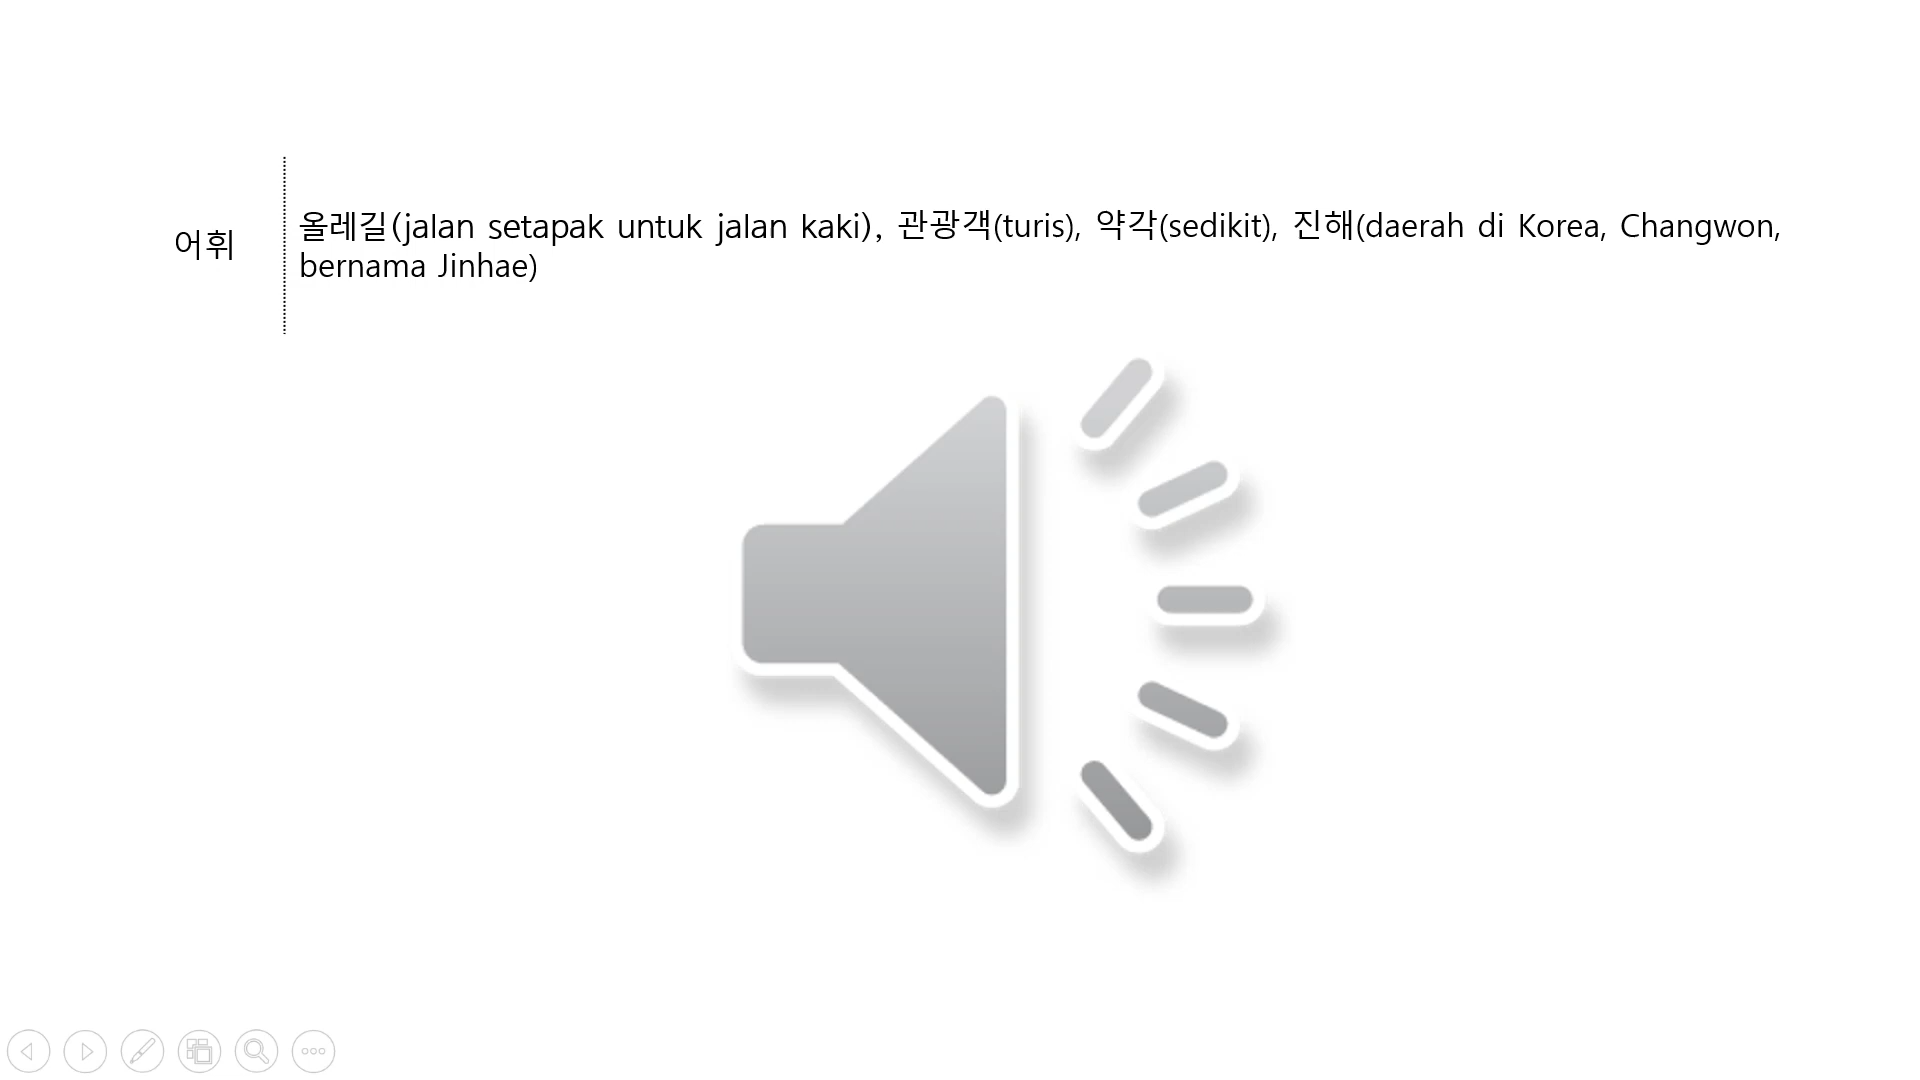 어휘
올레길(jalan setapak untuk jalan kaki), 관광객(turis), 약각(sedikit), 진해(daerah di Korea, Changwon,
bernama Jinhae)